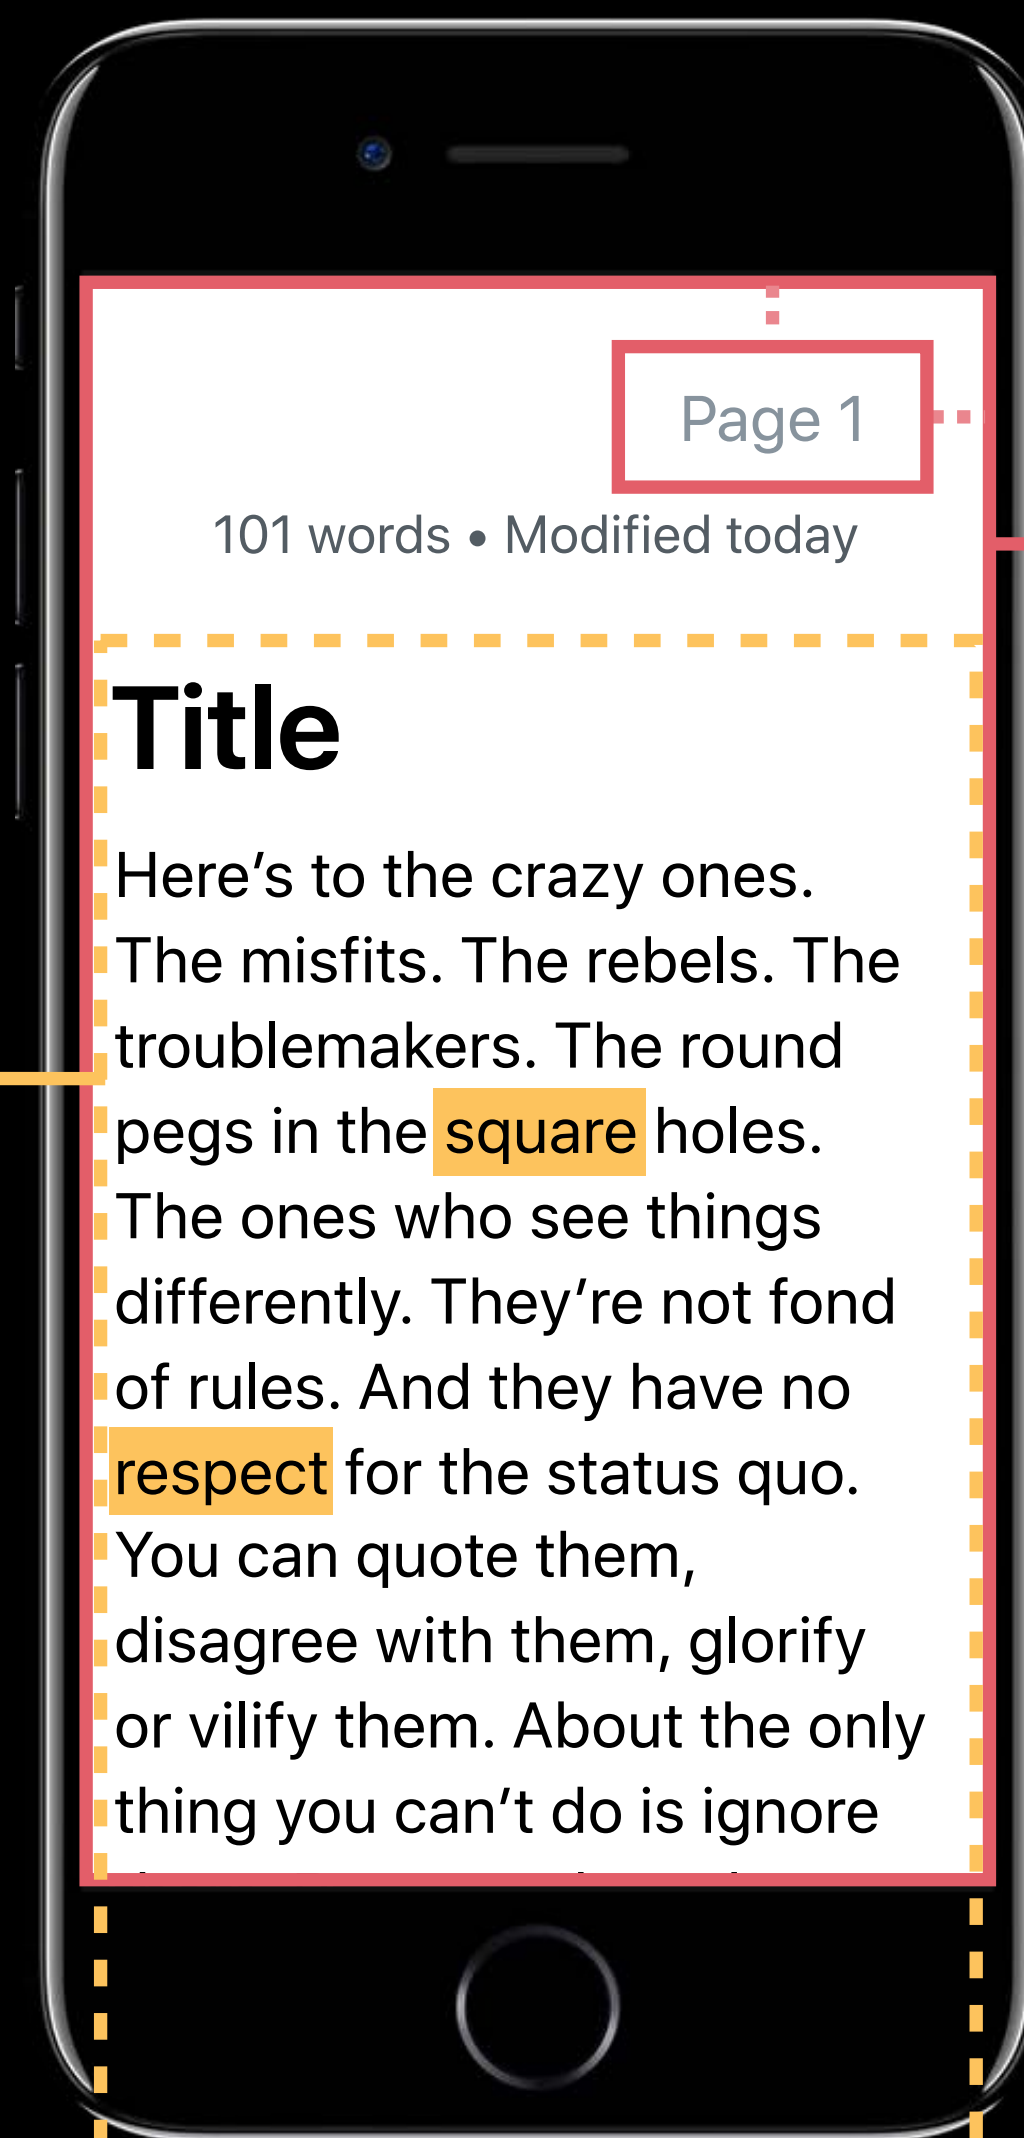 Page 1
101 words • Modified today
Title
Here’s to the crazy ones.
The misfits. The rebels. The
troublemakers. The round
pegs in the square holes.
The ones who see things
differently. They’re not fond
of rules. And they have no
respect for the status quo.
You can quote them,
disagree with them, glorify
or vilify them. About the only
thing you can’t do is ignore